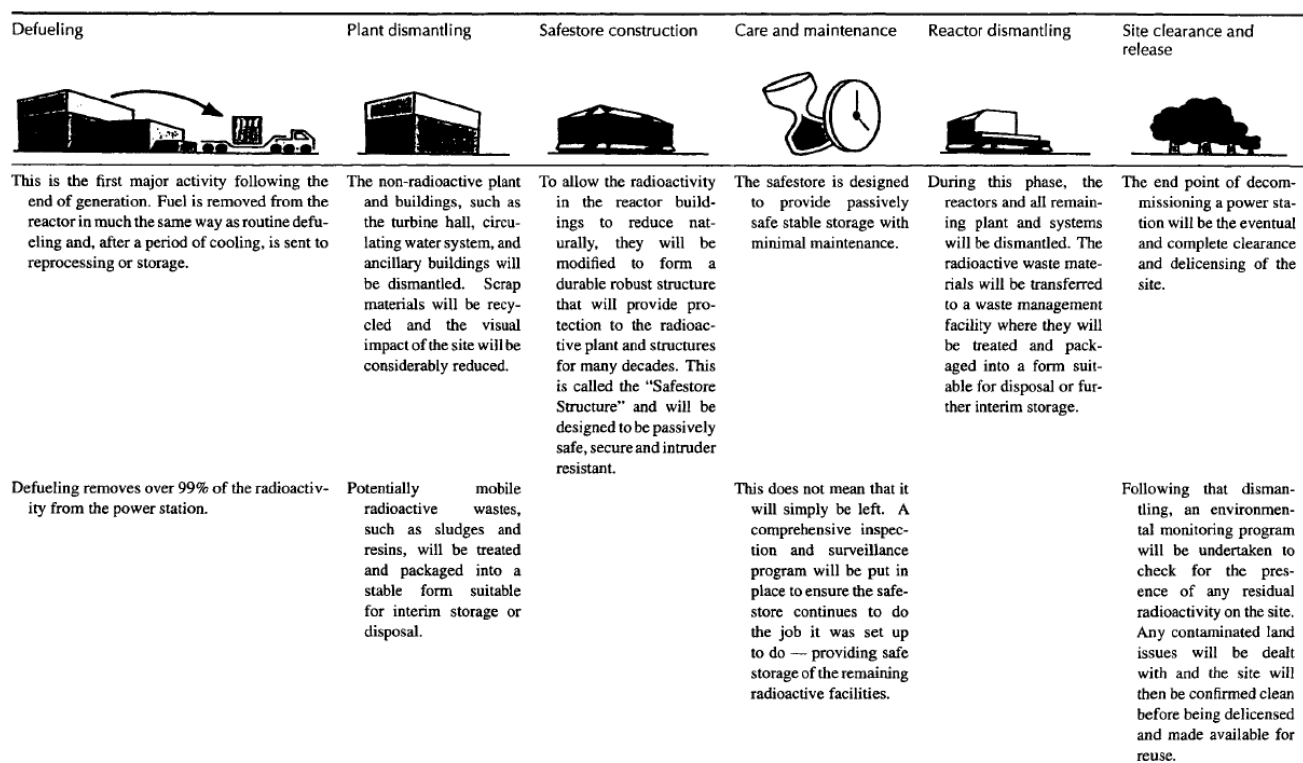 Defueling
Plant dismantling
Safestore construction
Care and maintenance
Reactor dismantling
Site clearance and
release
This is the first major activity following the
end of generation. Fuel is removed from the
reactor in much the same way as routine defu-
eling and, after a period of cooling, is sent to
reprocessing or storage.
The non-radioactive plant
and buildings, such as
the turbine hall, circu-
lating water system, and
ancillary buildings will
be dismantled. Scrap
materials will be recy-
cled and the visual
impact of the site will be
considerably reduced.
To allow the radioactivity
in the reactor build-
ings to reduce nat-
urally, they will be
modified to form a
durable robust structure
that will provide pro-
tection to the radioac-
tive plant and structures
for many decades. This
is called the “Safestore
Structure” and will be
designed to be passively
safe, secure and intruder
resistant.
The safestore is designed
to provide passively
safe stable storage with
minimal maintenance.
During this phase, the
reactors and all remain-
ing plant and systems
will be dismantled. The
radioactive waste mate-
rials will be transferred
to a waste management
facility where they will
be treated and pack-
aged into a form suit-
able for disposal or fur-
ther interim storage.
The end point of decom-
missioning a power sta-
tion will be the eventual
and complete clearance
and delicensing of the
site.
Defueling removes over 99% of the radioactiv-
ity from the power station.
Potentially mobile
radioactive wastes,
such as sludges and
resins, will be treated
and packaged into a
stable form suitable
for interim storage or
disposal.
This does not mean that it
will simply be left. A
comprehensive inspec-
tion and surveillance
program will be put in
place to ensure the safe-
store continues to do
the job it was set up
to do — providing safe
storage of the remaining
radioactive facilities.
Following that disman-
tling, an environmen-
tal monitoring program
will be undertaken to
check for the pres-
ence of any residual
radioactivity on the site.
Any contaminated land
issues will be dealt
with and the site will
then be confirmed clean
before being delicensed
and made available for
reuse.